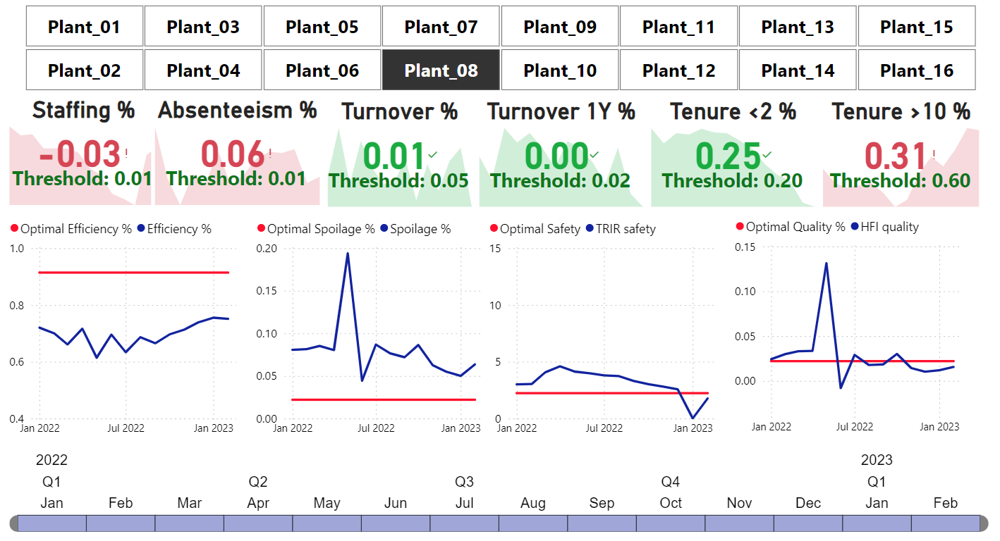 Plant_01 Plant_03 Plant_05 Plant_07 Plant_09 Plant_11 Plant_13 Plant_15
Plant_02 Plant_04 Plant_06 Plant_08 Plant_10 Plant_12 Plant_14 Plant_16
Staffing % Absenteeism % Turnover % Turnover 1Y % Tenure <2 % Tenure >10 %
-0.03! 0.06! 0.01 0.00 0.25 0.31!
Threshold: 0.01 Threshold: 0.01 Threshold: 0.05 Threshold: 0.02 Threshold: 0.20 Threshold: 0.60
Optimal Efficiency % Efficiency %
1.0
0.8
0.6
0.4
Jan 2022 Jul 2022 Jan 2023
Optimal Spoilage % Spoilage %
0.20
0.15
0.10
0.05
0.00
Jan 2022 Jul 2022 Jan 2023
Optimal Safety TRIR safety
15
10
5
0
Jan 2022 Jul 2022 Jan 2023
Optimal Quality % HFI quality
0.15
0.10
0.05
0.00
Jan 2022 Jul 2022 Jan 2023
2022 2023
Q1 Q2 Q3 Q4 Q1
Jan Feb Mar Apr May Jun Jul Aug Sep Oct Nov Dec Jan Feb